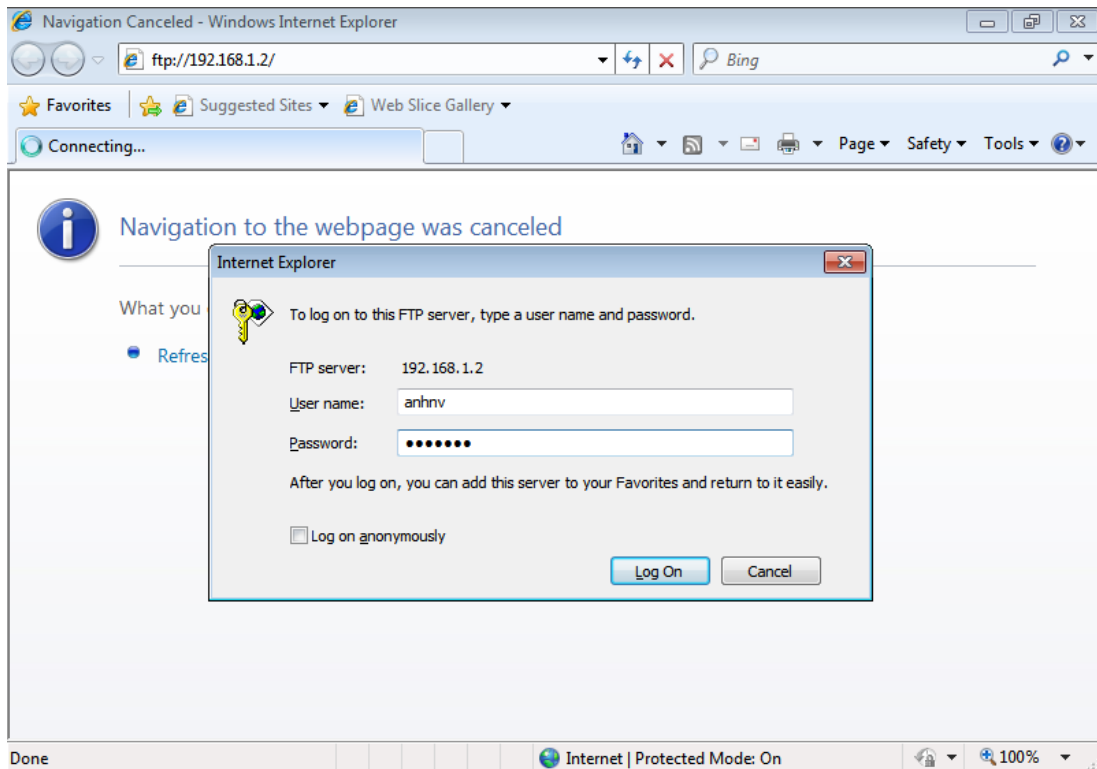 Navigation Canceled - Windows Internet Explorer
ftp://192.168.1.2/
Bing
Favorites Suggested Sites Web Slice Gallery
Connecting... Page Safety Tools
Navigation to the webpage was canceled
Internet Explorer
What you
To log on to this FTP server, type a user name and password.
Refres
FTP server: 192.168.1.2
User name: anhnv
Password: •••••••
After you log on, you can add this server to your Favorites and return to it easily.
Log on anonymously
Log On Cancel
Done Internet | Protected Mode: On 100%